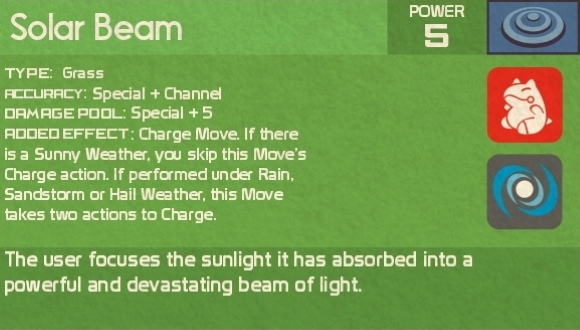 Solar Beam
POWER
5
TYPE: Grass
ACCURACY: Special + Channel
DAMAGE POOL: Special + 5
ADDED EFFECT: Charge Move. If there
is a Sunny Weather, you skip this Move's
Charge action. If performed under Rain,
Sandstorm or Hail Weather, this Move
takes two actions to Charge.
The user focuses the sunlight it has absorbed into a
powerful and devastating beam of light.